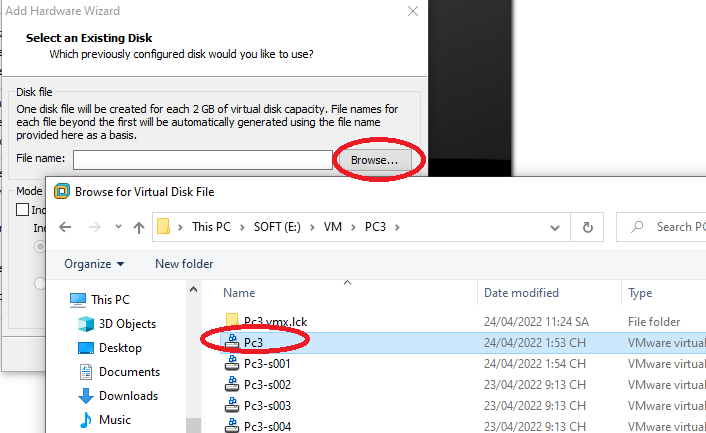 Add Hardware Wizard
Select an Existing Disk
Which previously configured disk would you like to use?
Disk file
One disk file will be created for each 2 GB of virtual disk capacity. File names for
each file beyond the first will be automatically generated using the file name
provided here as a basis.
File name:
Browse...
Mode
Browse for Virtual Disk File
Ind
In
This PC > SOFT (E:) > VM > PC3 >
Search PC
Organize
New folder
This PC
3D Objects
Desktop
Documents
Downloads
Music
Name Date modified Type
Pc3.vmx.lck 24/04/2022 11:24 SA File folder
Pc3 24/04/2022 1:53 CH VMware virtual
Pc3-s001 24/04/2022 1:54 CH VMware virtual
Pc3-s002 23/04/2022 9:13 CH VMware virtual
Pc3-s003 23/04/2022 9:13 CH VMware virtual
Pc3-s004 23/04/2022 9:13 CH VMware virtual